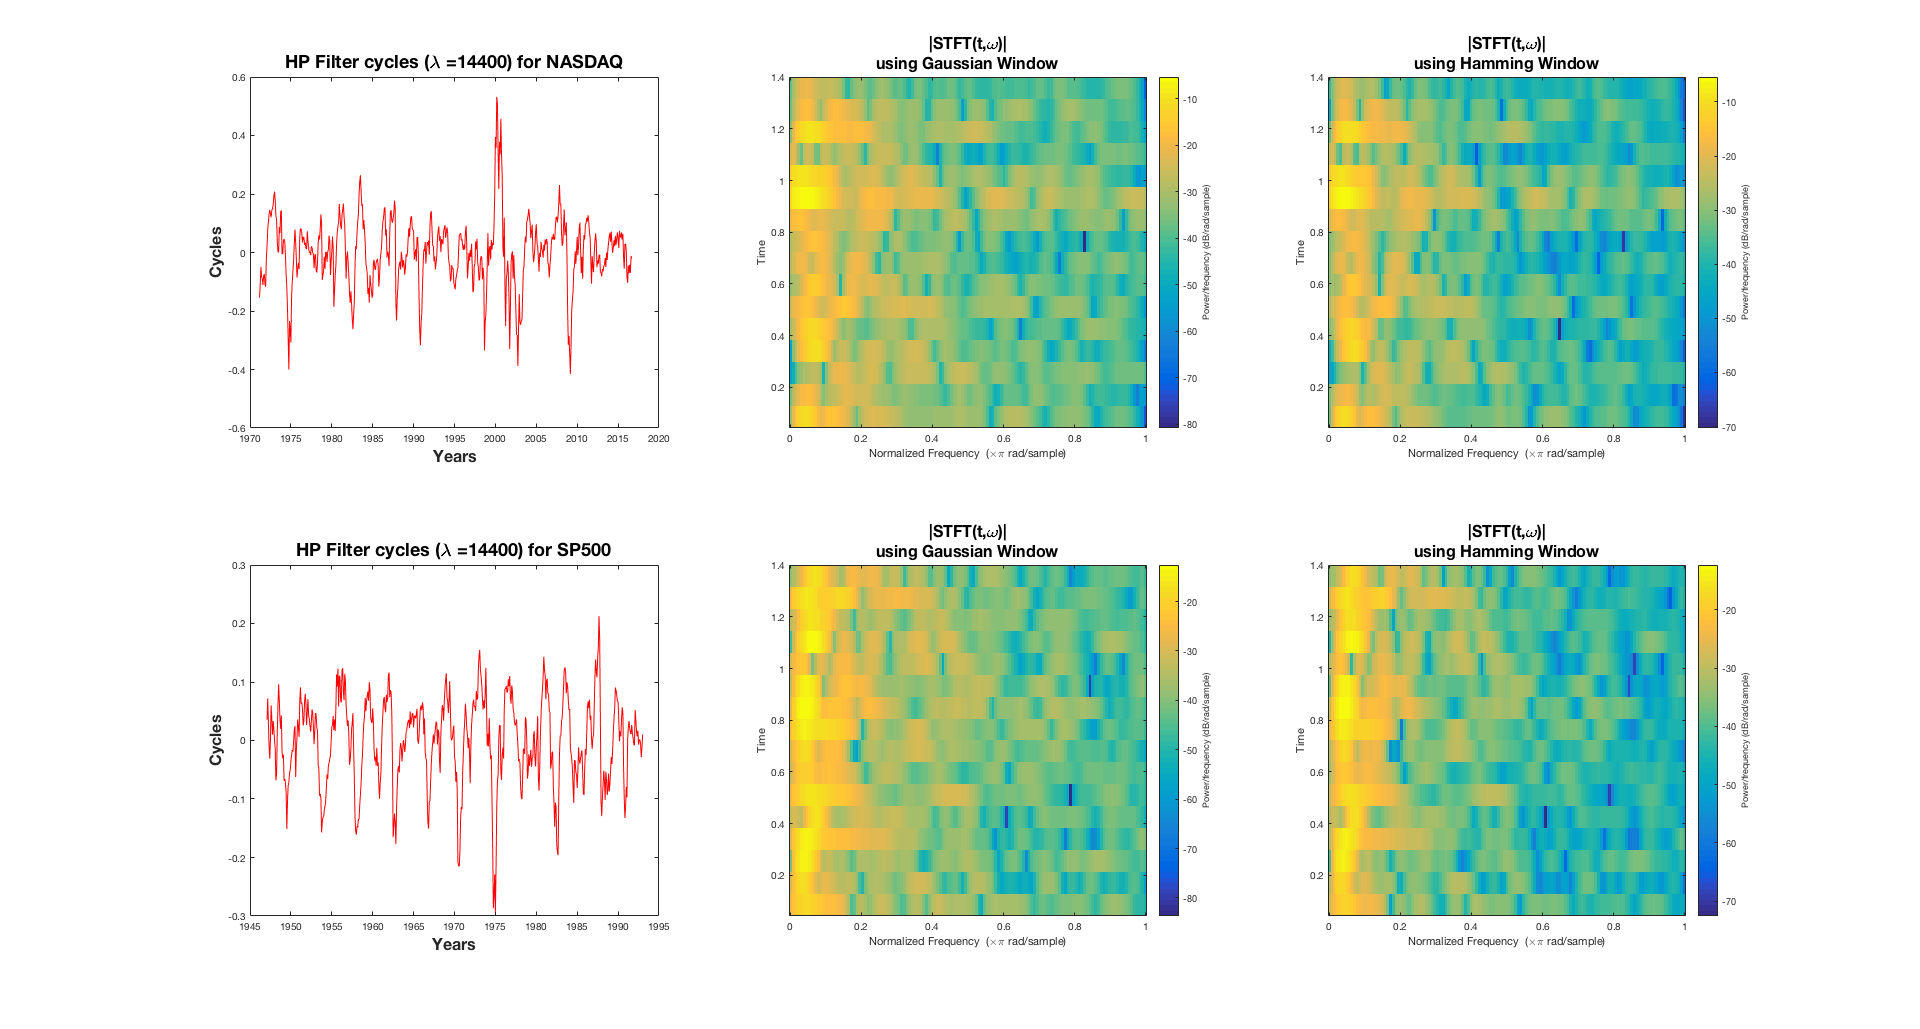 HP Filter cycles (λ =14400) for NASDAQ
0.6
0.4
0.2
0
-0.2
-0.4
-0.6
Cycles
1970 1975 1980 1985 1990 1995 2000 2005 2010 2015 2020
Years
|STFT(t,ω)|
using Gaussian Window
1.4
1.2
1
0.8
0.6
0.4
0.2
Time
0 0.2 0.4 0.6 0.8 1
Normalized Frequency (×π rad/sample)
-10
-20
-30
-40
-50
-60
-70
-80
Power/frequency (dB/rad/sample)
|STFT(t,ω)|
using Hamming Window
1.4
1.2
1
0.8
0.6
0.4
0.2
Time
0 0.2 0.4 0.6 0.8 1
Normalized Frequency (×π rad/sample)
-10
-20
-30
-40
-50
-60
-70
Power/frequency (dB/rad/sample)
HP Filter cycles (λ =14400) for SP500
0.3
0.2
0.1
0
-0.1
-0.2
-0.3
Cycles
1945 1950 1955 1960 1965 1970 1975 1980 1985 1990 1995
Years
|STFT(t,ω)|
using Gaussian Window
1.4
1.2
1
0.8
0.6
0.4
0.2
Time
0 0.2 0.4 0.6 0.8 1
Normalized Frequency (×π rad/sample)
-20
-30
-40
-50
-60
-70
-80
Power/frequency (dB/rad/sample)
|STFT(t,ω)|
using Hamming Window
1.4
1.2
1
0.8
0.6
0.4
0.2
Time
0 0.2 0.4 0.6 0.8 1
Normalized Frequency (×π rad/sample)
-20
-30
-40
-50
-60
-70
Power/frequency (dB/rad/sample)